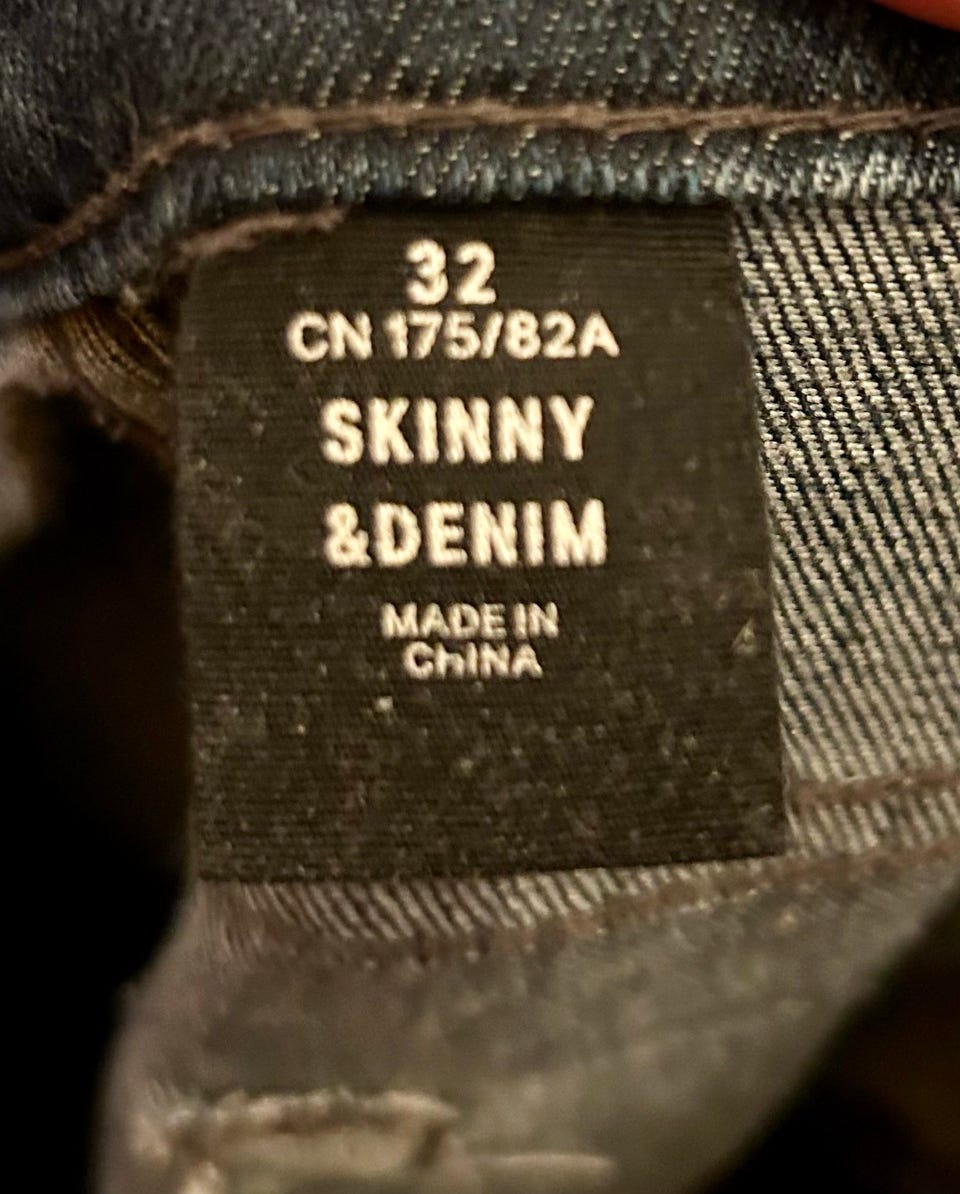 32
CN 175/82A
SKINNY
&DENIM
MADE IN
ChINA